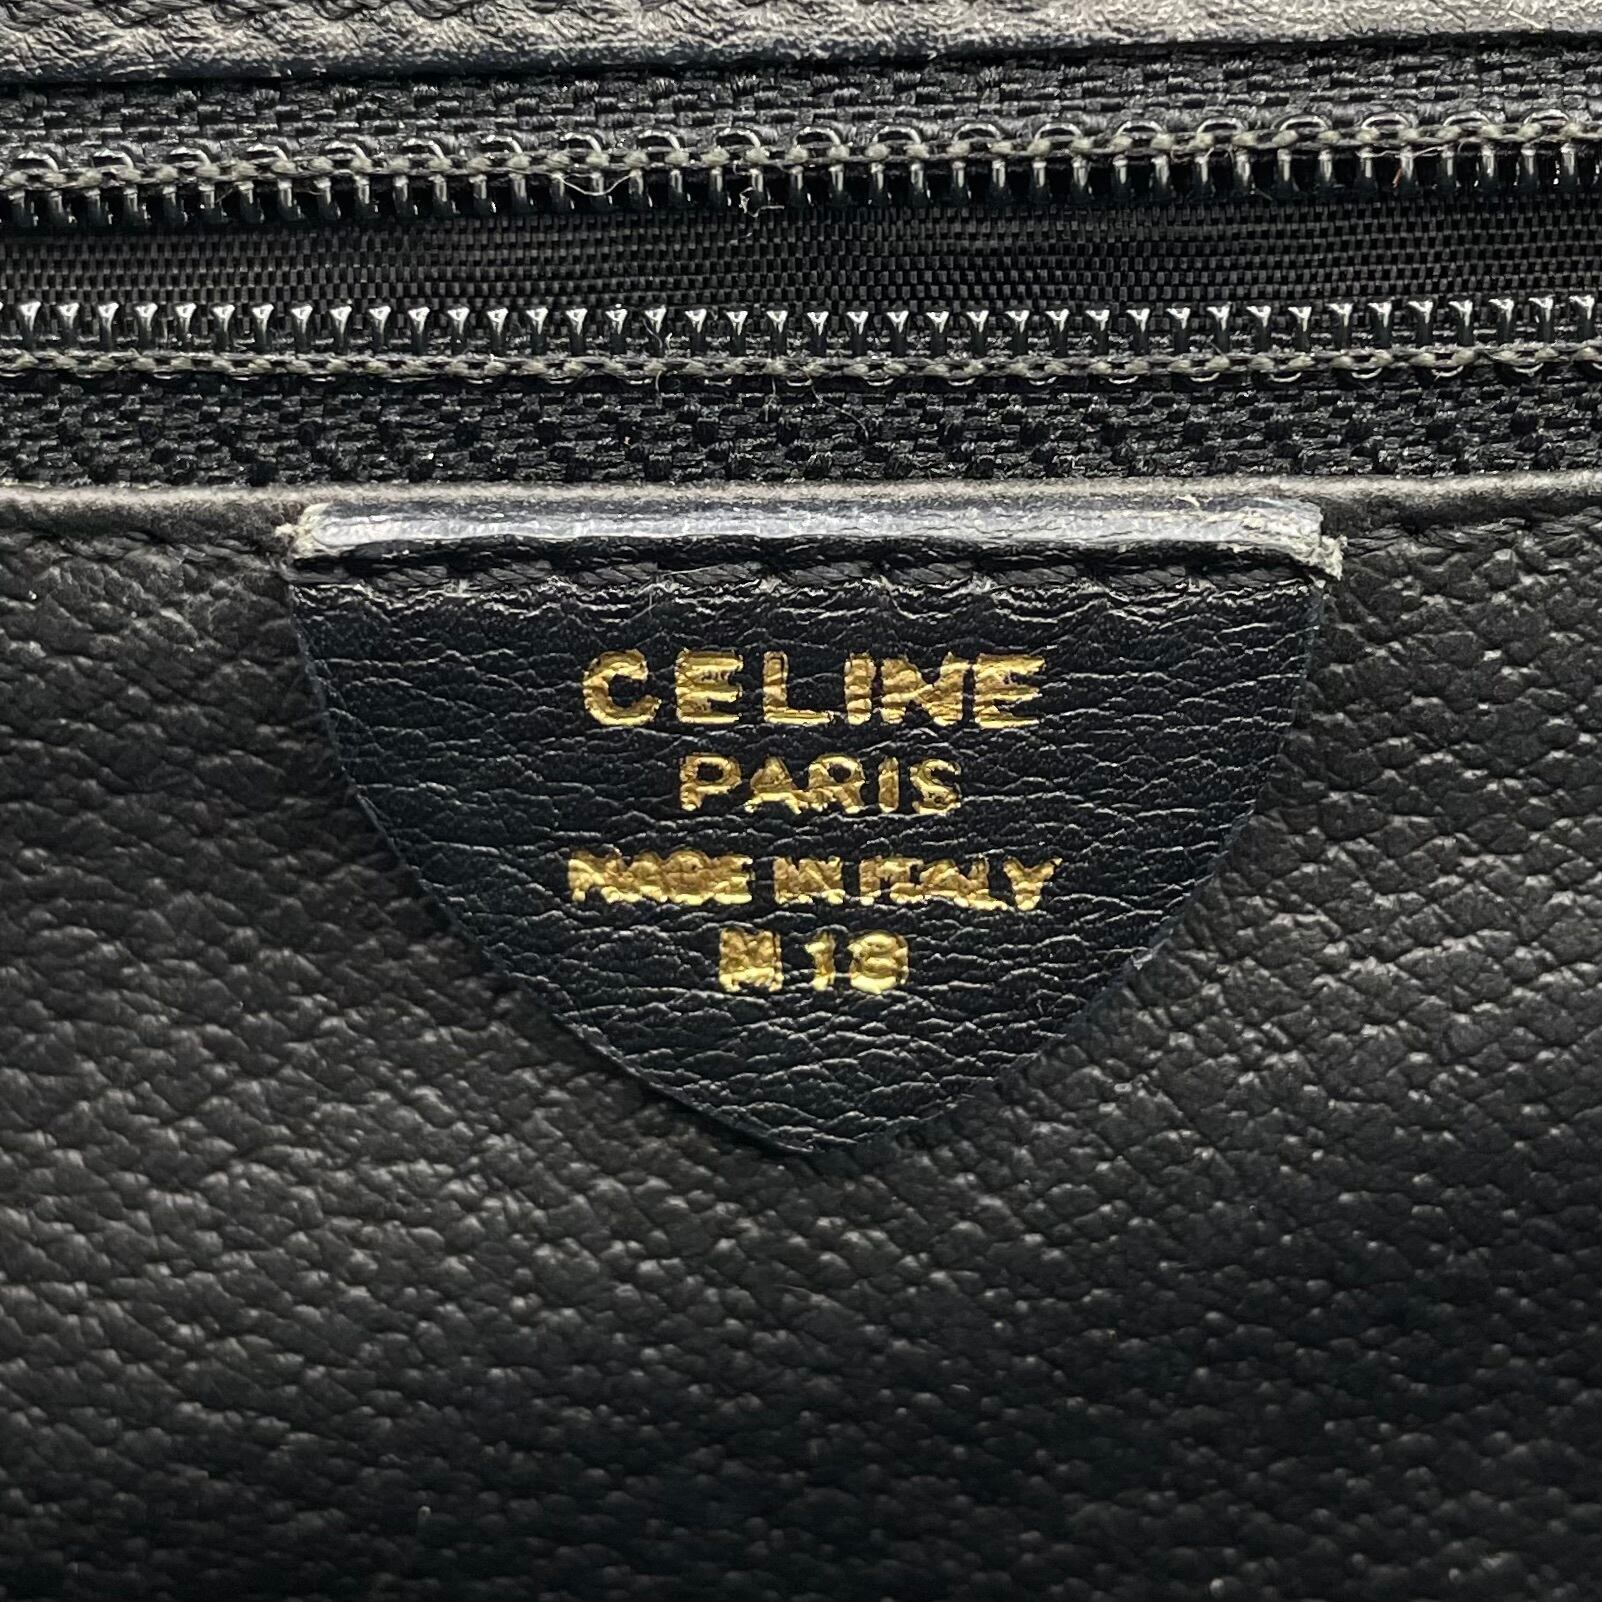 CELINE
PARIS
MADE IN ITALY
M 13